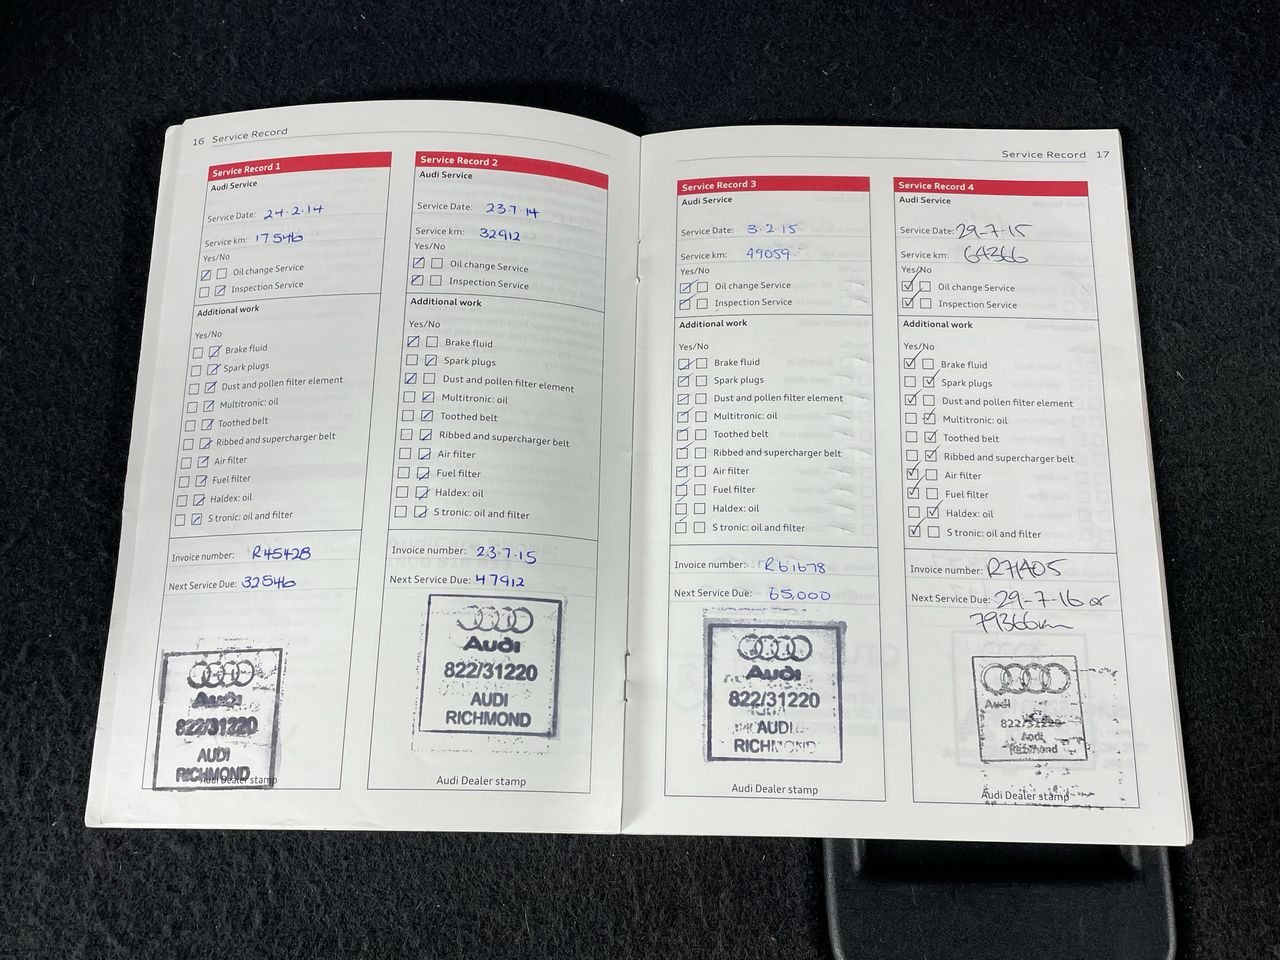 16 Service Record
Service Record 1
Audi Service
Service Date: 24.2.14
Service km: 17546
Yes/No
Oil change Service
Inspection Service
Additional work
Yes/No
Brake fluid
Spark plugs
Dust and pollen filter element
Multitronic: oil
Toothed belt
Ribbed and supercharger belt
Air filter
Fuel filter
Haldex: oil
S tronic: oil and filter
Invoice number: R45428
Next Service Due: 32546
Audi
822/31220
AUDI
RICHMOND
Audi Dealer stamp
Service Record 2
Audi Service
Service Date: 23.7.14
Service km: 32912
Yes/No
Oil change Service
Inspection Service
Additional work
Yes/No
Brake fluid
Spark plugs
Dust and pollen filter element
Multitronic: oil
Toothed belt
Ribbed and supercharger belt
Air filter
Fuel filter
Haldex: oil
S tronic: oil and filter
Invoice number: 23.7.15
Next Service Due: 47912
Audi
822/31220
AUDI
RICHMOND
Audi Dealer stamp
Service Record 17
Service Record 3
Audi Service
Service Date: 3.2.15
Service km: 49059
Yes/No
Oil change Service
Inspection Service
Additional work
Yes/No
Brake fluid
Spark plugs
Dust and pollen filter element
Multitronic: oil
Toothed belt
Ribbed and supercharger belt
Air filter
Fuel filter
Haldex: oil
S tronic: oil and filter
Invoice number: R61678
Next Service Due: 65,000
Audi
822/31220
AUDI
RICHMOND
Audi Dealer stamp
Service Record 4
Audi Service
Service Date: 29-7-15
Service km: 64366
Yes/No
Oil change Service
Inspection Service
Additional work
Yes/No
Brake fluid
Spark plugs
Dust and pollen filter element
Multitronic: oil
Toothed belt
Ribbed and supercharger belt
Air filter
Fuel filter
Haldex: oil
S tronic: oil and filter
Invoice number: R71405
Next Service Due: 29-7-16 or
79366km
Audi
822/31220
Audi
Richmond
Audi Dealer stamp